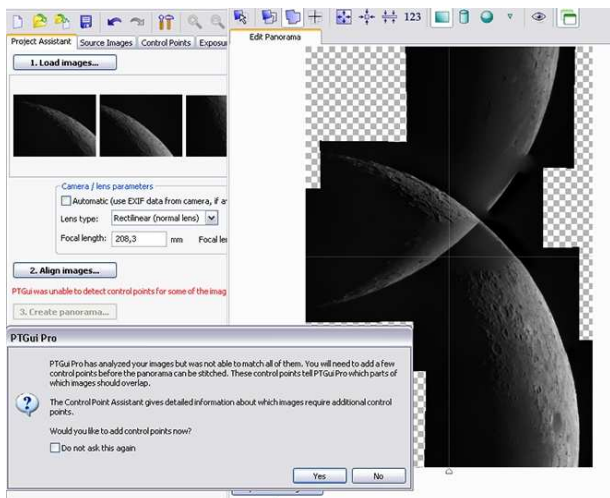 123
Project Assistant Source Images Control Points Exposu
Edit Panorama
1. Load images...
Camera / lens parameters
Automatic (use EXIF data from camera, if a
Lens type: Rectilinear (normal lens)
Focal length: 208,3 mm Focal le
2. Align images...
PTGui was unable to detect control points for some of the imag
3. Create panorama...
PTGui Pro
PTGui Pro has analyzed your images but was not able to match all of them. You will need to add a few
control points before the panorama can be stitched. These control points tell PTGui Pro which parts of
which images should overlap.
The Control Point Assistant gives detailed information about which images require additional control
points.
Would you like to add control points now?
Do not ask this again
Yes No